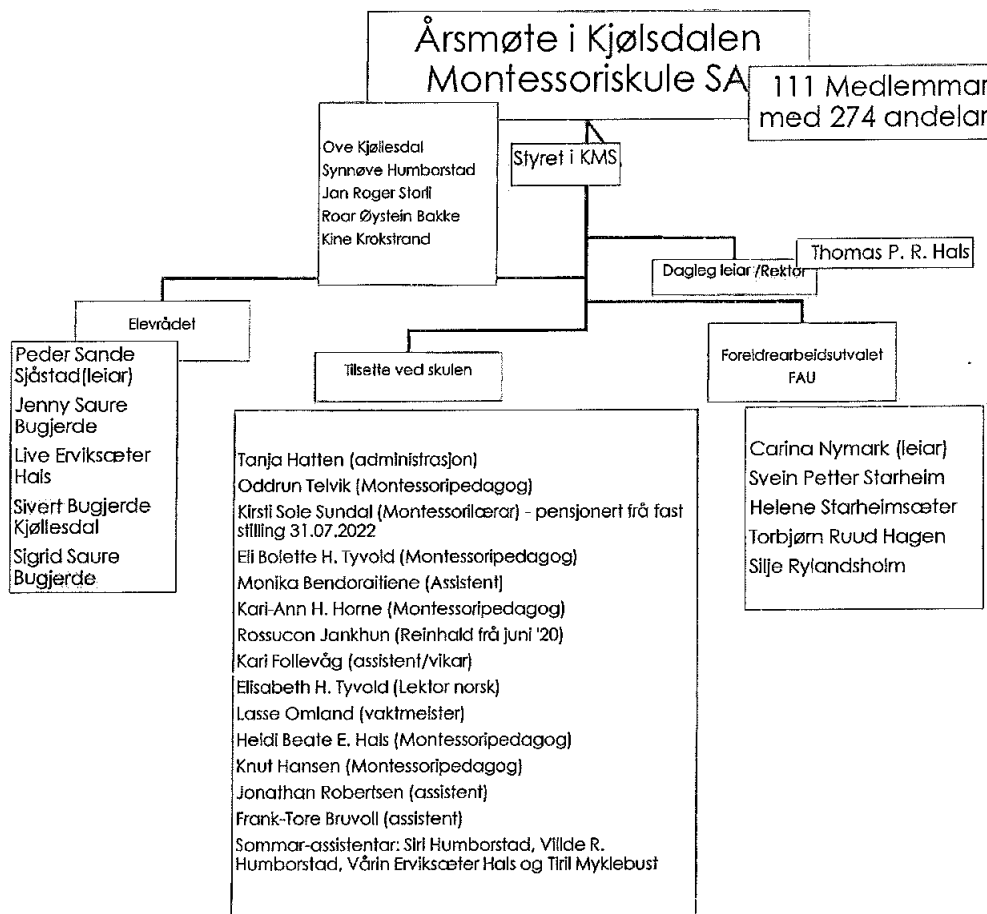 Årsmøte i Kjølsdalen
Montessoriskule SA
111 Medlemmar
med 274 andelar
Ove Kjøllesdal
Synnøve Humborstad
Jan Roger Storli
Roar Øystein Bakke
Kine Krokstrand
Styret i KMS
Dagleg leiar /Rektor
Thomas P. R. Hals
Elevrådet
Peder Sande
Sjåstad(leiar)
Jenny Saure
Bugjerde
Live Erviksæter
Hals
Sivert Bugjerde
Kjøllesdal
Sigrid Saure
Bugjerde
Tilsette ved skulen
Tanja Hatten (administrasjon)
Oddrun Telvik (Montessoripedagog)
Kirsti Sole Sundal (Montessorilærar) - pensjonert frå fast
stilling 31.07.2022
Eli Bolette H. Tyvold (Montessoripedagog)
Monika Bendoraitiene (Assistent)
Kari-Ann H. Horne (Montessoripedagog)
Rossucon Jankhun (Reinhald frå juni '20)
Kari Follevåg (assistent/vikar)
Elisabeth H. Tyvold (Lektor norsk)
Lasse Omland (vaktmeister)
Heidi Beate E. Hals (Montessoripedagog)
Knut Hansen (Montessoripedagog)
Jonathan Robertsen (assistent)
Frank-Tore Bruvoll (assistent)
Sommar-assistentar: Siri Humborstad, Villde R.
Humborstad, Vårin Erviksæter Hals og Tiril Myklebust
Foreldrearbeidsutvalet
FAU
Carina Nymark (leiar)
Svein Petter Starheim
Helene Starheimsæter
Torbjørn Ruud Hagen
Silje Rylandsholm